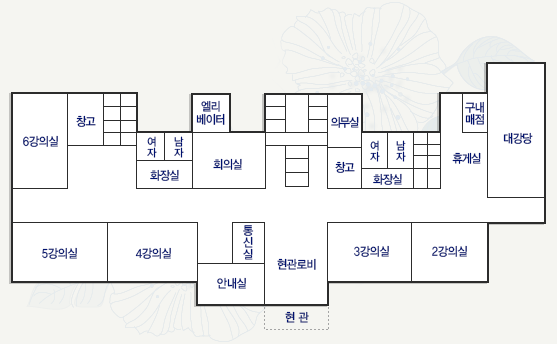 엘리
베이터
구내
매점
창고
의무실
6강의실
여
자
남
자
여
자
남
자
대강당
회의실
휴게실
창고
화장실
화장실
통
신
실
5강의실
4강의실
3강의실
2강의실
현관로비
안내실
현 관